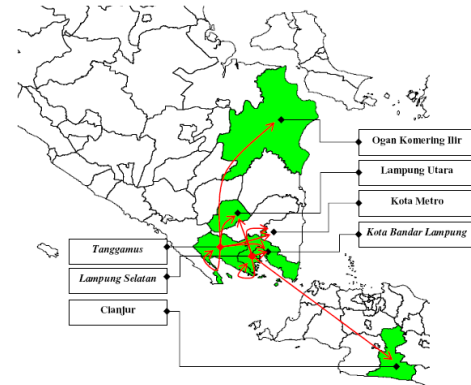 Ogan Komering Ilir
Lampung Utara
Kota Metro
Kota Bandar Lampung
Tanggamus
Lampung Selatan
Cianjur